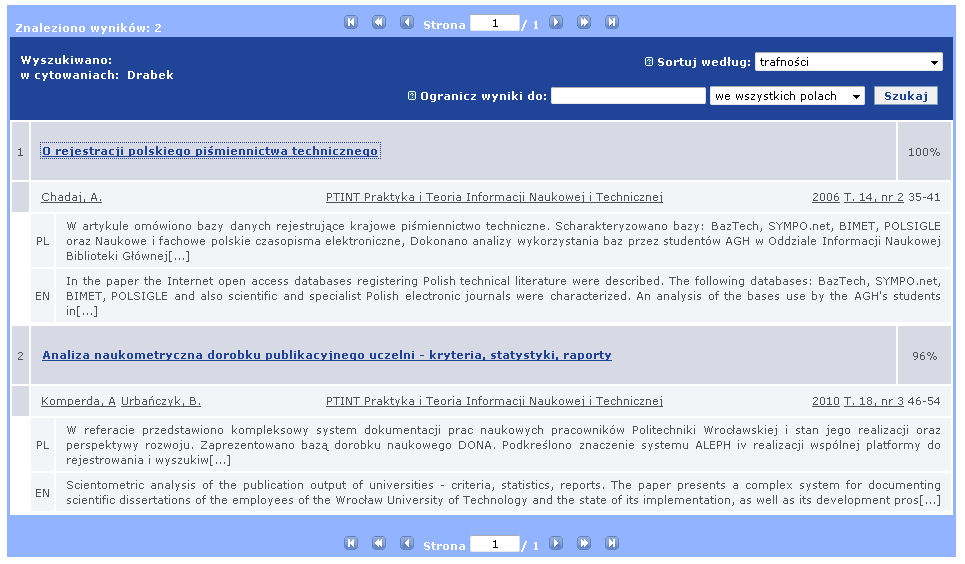 Znaleziono wyników: 2
Strona 1 / 1
Wyszukiwano:
w cytowaniach: Drabek
Sortuj według: trafności
Ogranicz wyniki do: we wszystkich polach Szukaj
1 O rejestracji polskiego piśmiennictwa technicznego 100%
Chadaj, A. PTINT Praktyka i Teoria Informacji Naukowej i Technicznej 2006 T. 14, nr 2 35-41
W artykule omówiono bazy danych rejestrujące krajowe piśmiennictwo techniczne. Scharakteryzowano bazy: BazTech, SYMPO.net, BIMET, POLSIGLE
PL oraz Naukowe i fachowe polskie czasopisma elektroniczne, Dokonano analizy wykorzystania baz przez studentów AGH w Oddziale Informacji Naukowej
Biblioteki Głównej[...]
In the paper the Internet open access databases registering Polish technical literature were described. The following databases: BazTech, SYMPO.net,
EN BIMET, POLSIGLE and also scientific and specialist Polish electronic journals were characterized. An analysis of the bases use by the AGH's students
in[...]
2 Analiza naukometryczna dorobku publikacyjnego uczelni - kryteria, statystyki, raporty 96%
Komperda, A Urbańczyk, B. PTINT Praktyka i Teoria Informacji Naukowej i Technicznej 2010 T. 18, nr 3 46-54
W referacie przedstawiono kompleksowy system dokumentacji prac naukowych pracowników Politechniki Wrocławskiej i stan jego realizacji oraz
PL perspektywy rozwoju. Zaprezentowano bazą dorobku naukowego DONA. Podkreślono znaczenie systemu ALEPH iv realizacji wspólnej platformy do
rejestrowania i wyszukiw[...]
Scientometric analysis of the publication output of universities - criteria, statistics, reports. The paper presents a complex system for documenting
EN scientific dissertations of the employees of the Wrocław University of Technology and the state of its implementation, as well as its development pros[...]
Strona 1 / 1